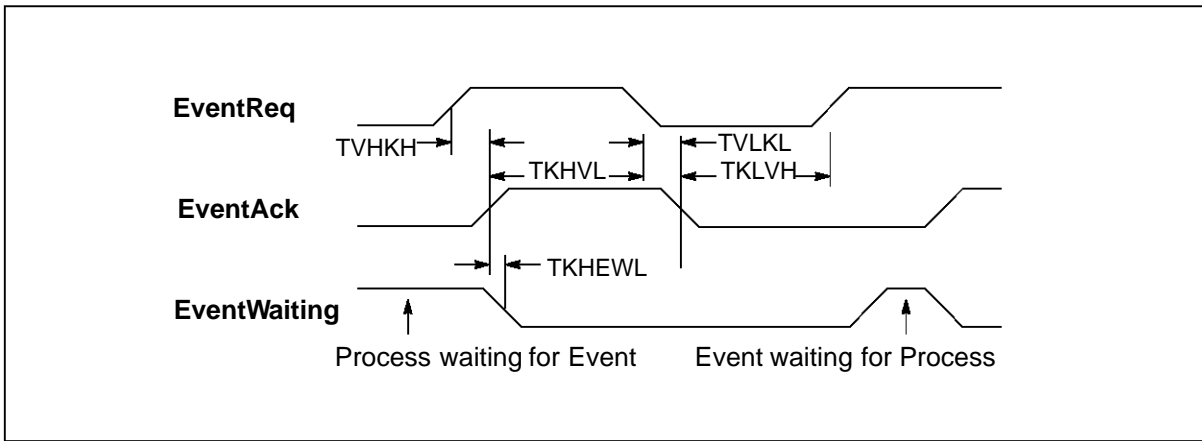 EventReq
TVHKH
TVLKL
TKHVL
TKLVH
EventAck
TKHEWL
EventWaiting
Process waiting for Event
Event waiting for Process